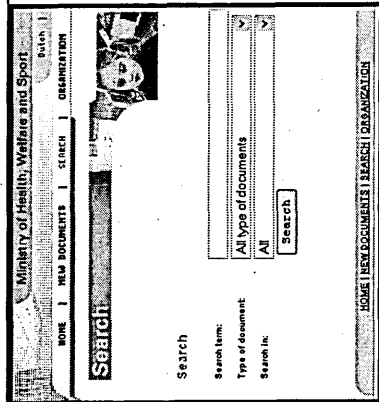 Ministry of Health, Welfare and Sport
Dutch |
HOME | NEW DOCUMENTS | SEARCH | ORGANIZATION
Search
Search
Search term:
Type of document: All type of documents
Search in: All
Search
HOME | NEW DOCUMENTS | SEARCH | ORGANIZATION